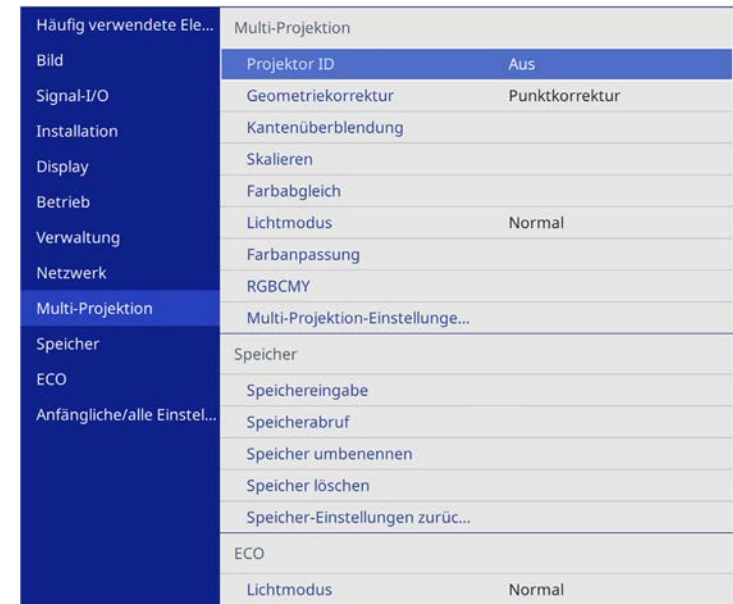 Häufig verwendete Ele...
Bild
Signal-I/O
Installation
Display
Betrieb
Verwaltung
Netzwerk
Multi-Projektion
Speicher
ECO
Anfängliche/alle Einstel...
Multi-Projektion
Projektor ID Aus
Geometriekorrektur Punktkorrektur
Kantenüberblendung
Skalieren
Farbabgleich
Lichtmodus Normal
Farbanpassung
RGBCMY
Multi-Projektion-Einstellunge...
Speicher
Speichereingabe
Speicherabruf
Speicher umbenennen
Speicher löschen
Speicher-Einstellungen zurüc...
ECO
Lichtmodus Normal